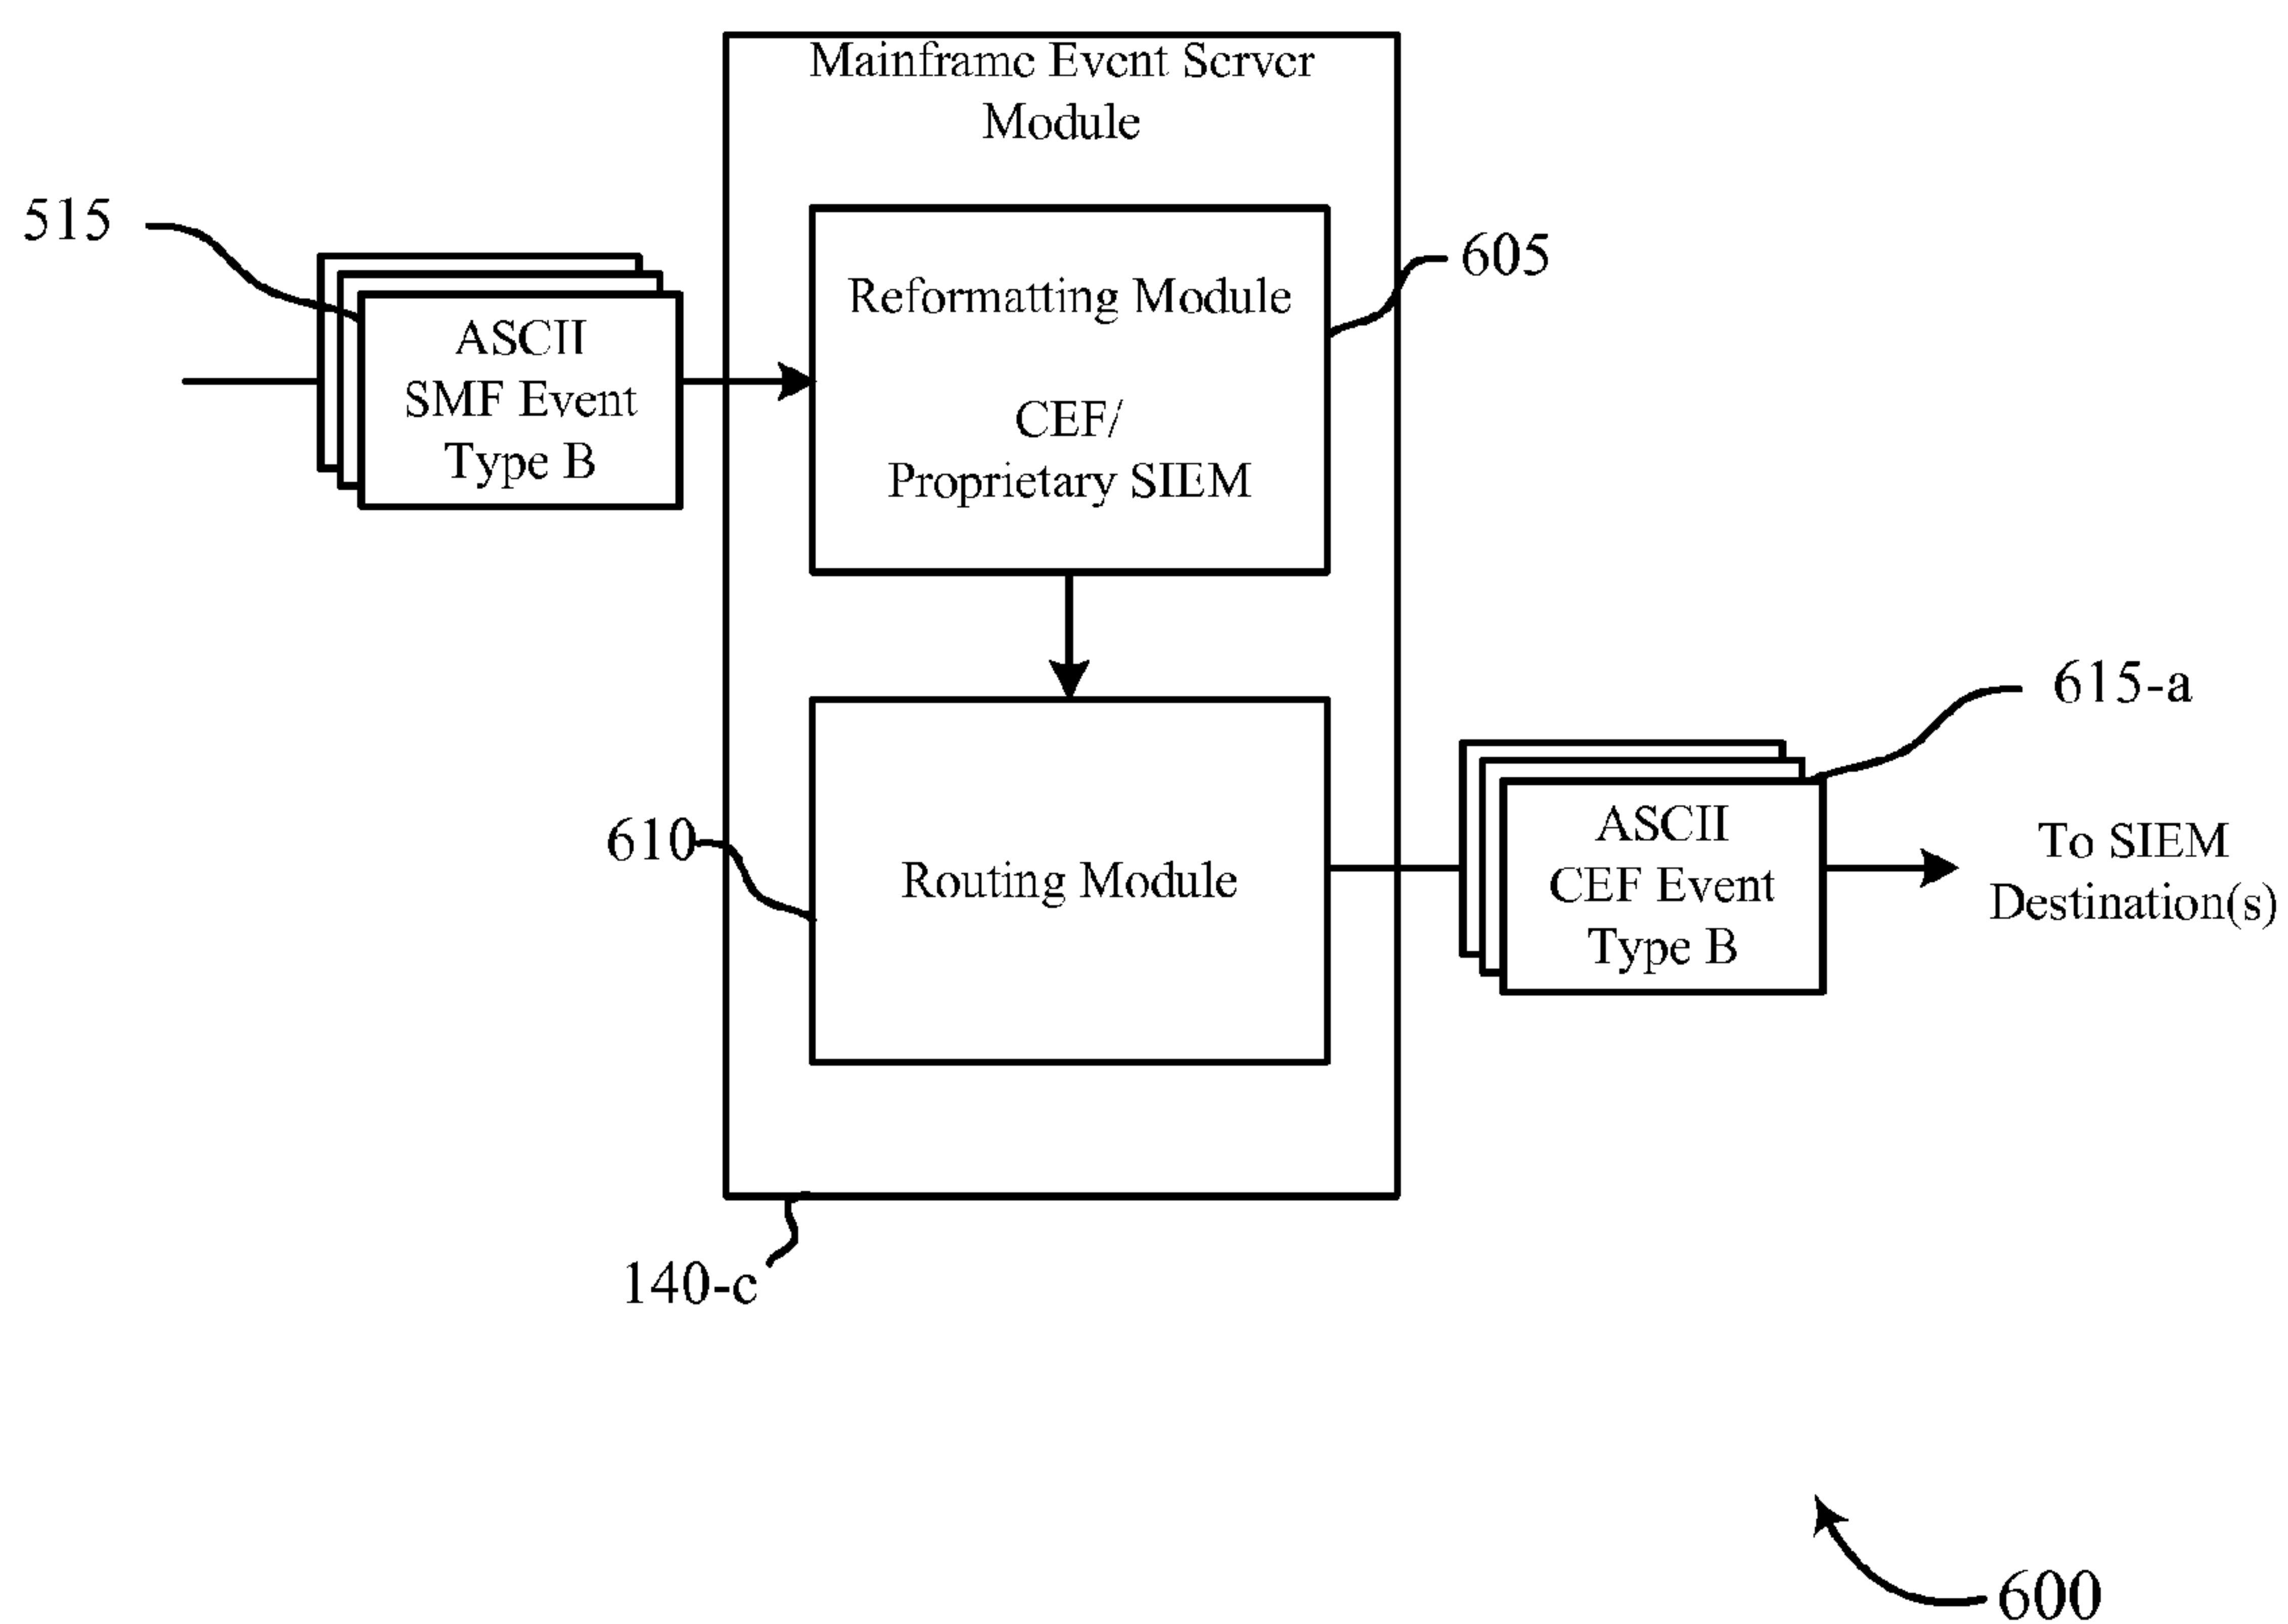 Mainframe Event Server
Module
515
605
Reformatting Module
ASCII
SMF Event
Type B
CEF/
Proprietary SIEM
615-a
610
Routing Module
ASCII
CEF Event
Type B
To SIEM
Destination(s)
140-c
600